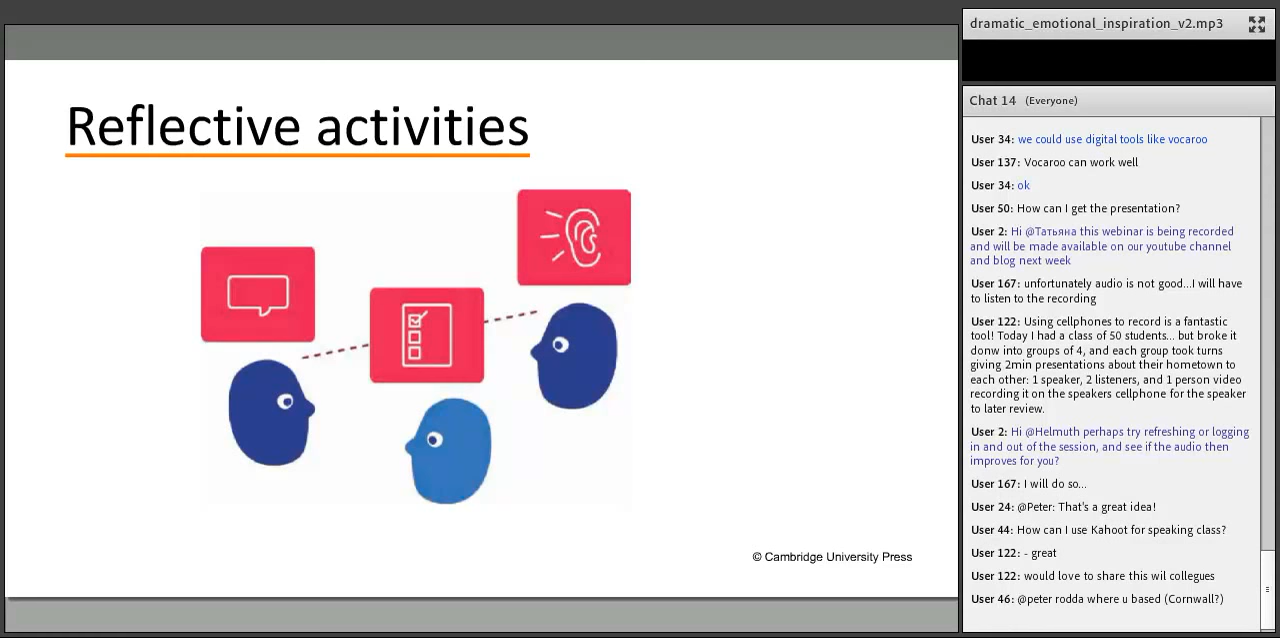 Reflective activities
© Cambridge University Press
dramatic_emotional_inspiration_v2.mp3
Chat 14 (Everyone)
User 34: we could use digital tools like vocaroo
User 137: Vocaroo can work well
User 34: ok
User 50: How can I get the presentation?
User 2: Hi @Татьяна this webinar is being recorded
and will be made available on our youtube channel
and blog next week
User 167: unfortunately audio is not good...I will have
to listen to the recording
User 122: Using cellphones to record is a fantastic
tool! Today I had a class of 50 students... but broke it
donw into groups of 4, and each group took turns
giving 2min presentations about their hometown to
each other: 1 speaker, 2 listeners, and 1 person video
recording it on the speakers cellphone for the speaker
to later review.
User 2: Hi @Helmuth perhaps try refreshing or logging
in and out of the session, and see if the audio then
improves for you?
User 167: I will do so...
User 24: @Peter: That's a great idea!
User 44: How can I use Kahoot for speaking class?
User 122: - great
User 122: would love to share this wil collegues
User 46: @peter rodda where u based (Cornwall?)